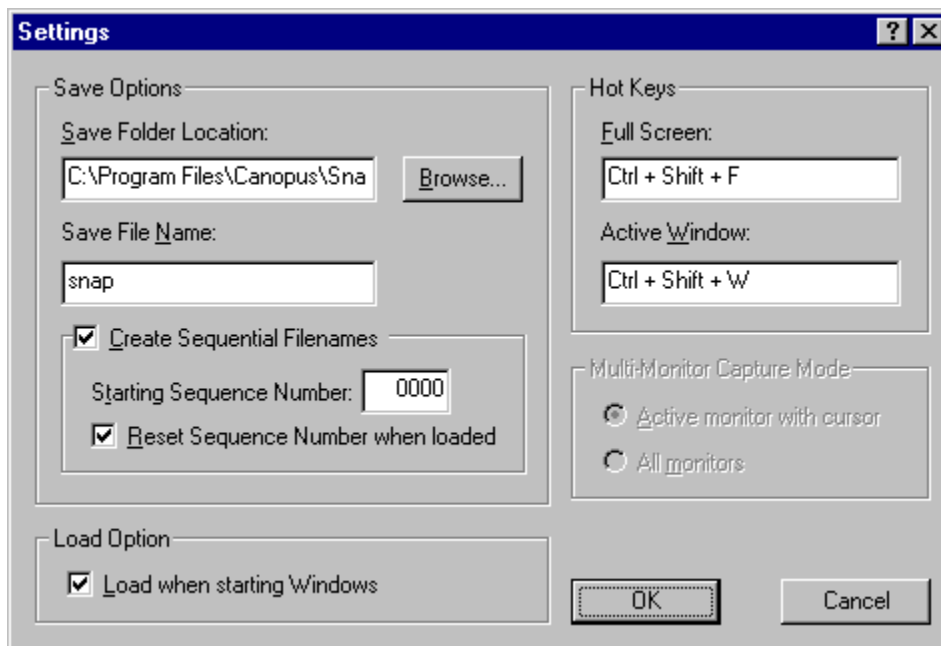 Settings
Save Options
Save Folder Location:
C:\Program Files\Canopus\Sna
Browse...
Save File Name:
snap
Create Sequential Filenames
Starting Sequence Number: 0000
Reset Sequence Number when loaded
Load Option
Load when starting Windows
Hot Keys
Full Screen:
Ctrl + Shift + F
Active Window:
Ctrl + Shift + W
Multi-Monitor Capture Mode
Active monitor with cursor
All monitors
OK
Cancel